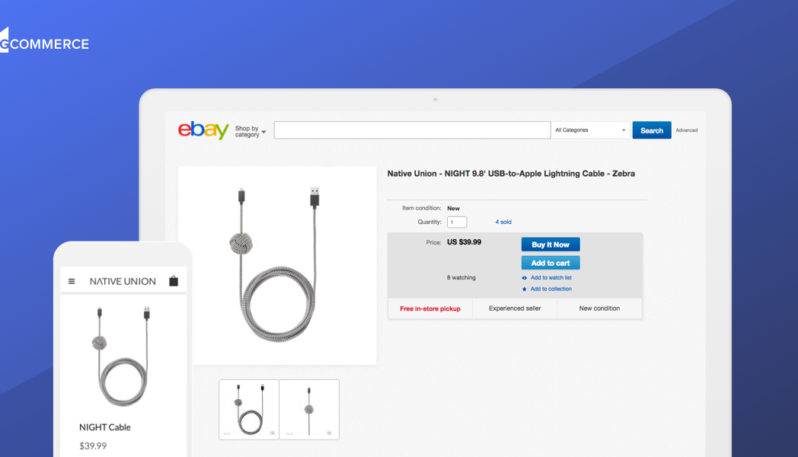 GCOMMERCE
ebay
Shop by
category
All Categories
Search
Advanced
Native Union - NIGHT 9.8' USB-to-Apple Lightning Cable - Zebra
Item condition: New
Quantity: 1 4 sold
Price: US $39.99
Buy It Now
Add to cart
8 watching
Add to watch list
Add to collection
Free in-store pickup
Experienced seller
New condition
NATIVE UNION
NIGHT Cable
$39.99